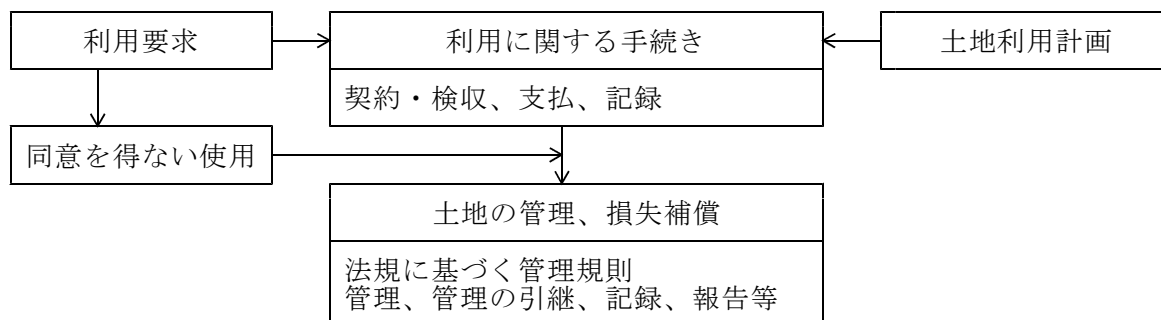 利用要求
利用に関する手続き
土地利用計画
契約・検収、支払、記録
同意を得ない使用
土地の管理、損失補償
法規に基づく管理規則
管理、管理の引継、記録、報告等